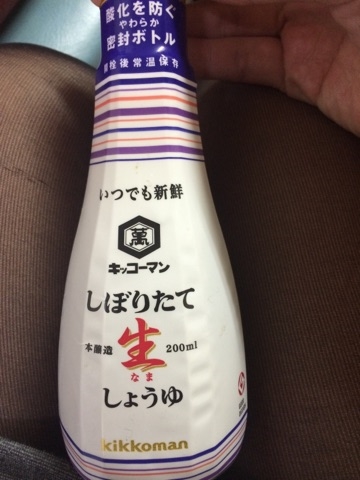 酸化を防ぐ
やわらか
密封ボトル
開栓後常温保存
いつでも新鮮
萬
キッコーマン
しぼりたて
本醸造 生 200ml
なま
しょうゆ
kikkoman